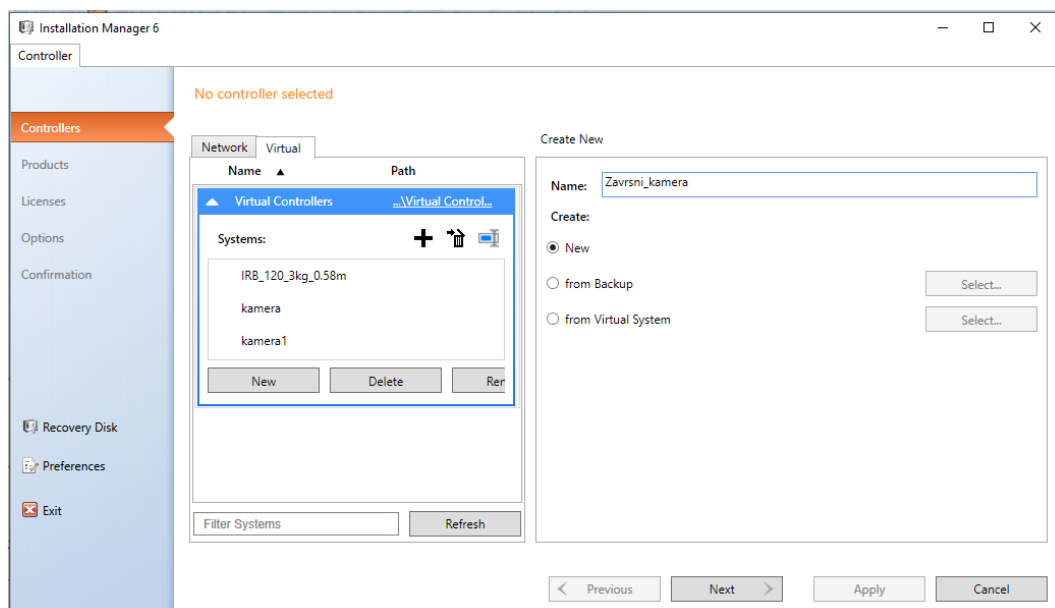 Installation Manager 6
Controller
No controller selected
Controllers
Products
Licenses
Options
Confirmation
Recovery Disk
Preferences
Exit
Network Virtual
Name ▲ Path
Virtual Controllers ...\Virtual Control...
Systems:
IRB_120_3kg_0.58m
kamera
kamera1
New Delete Ren
Filter Systems Refresh
Create New
Name: Zavrsni_kamera
Create:
New
from Backup Select...
from Virtual System Select...
< Previous Next > Apply Cancel